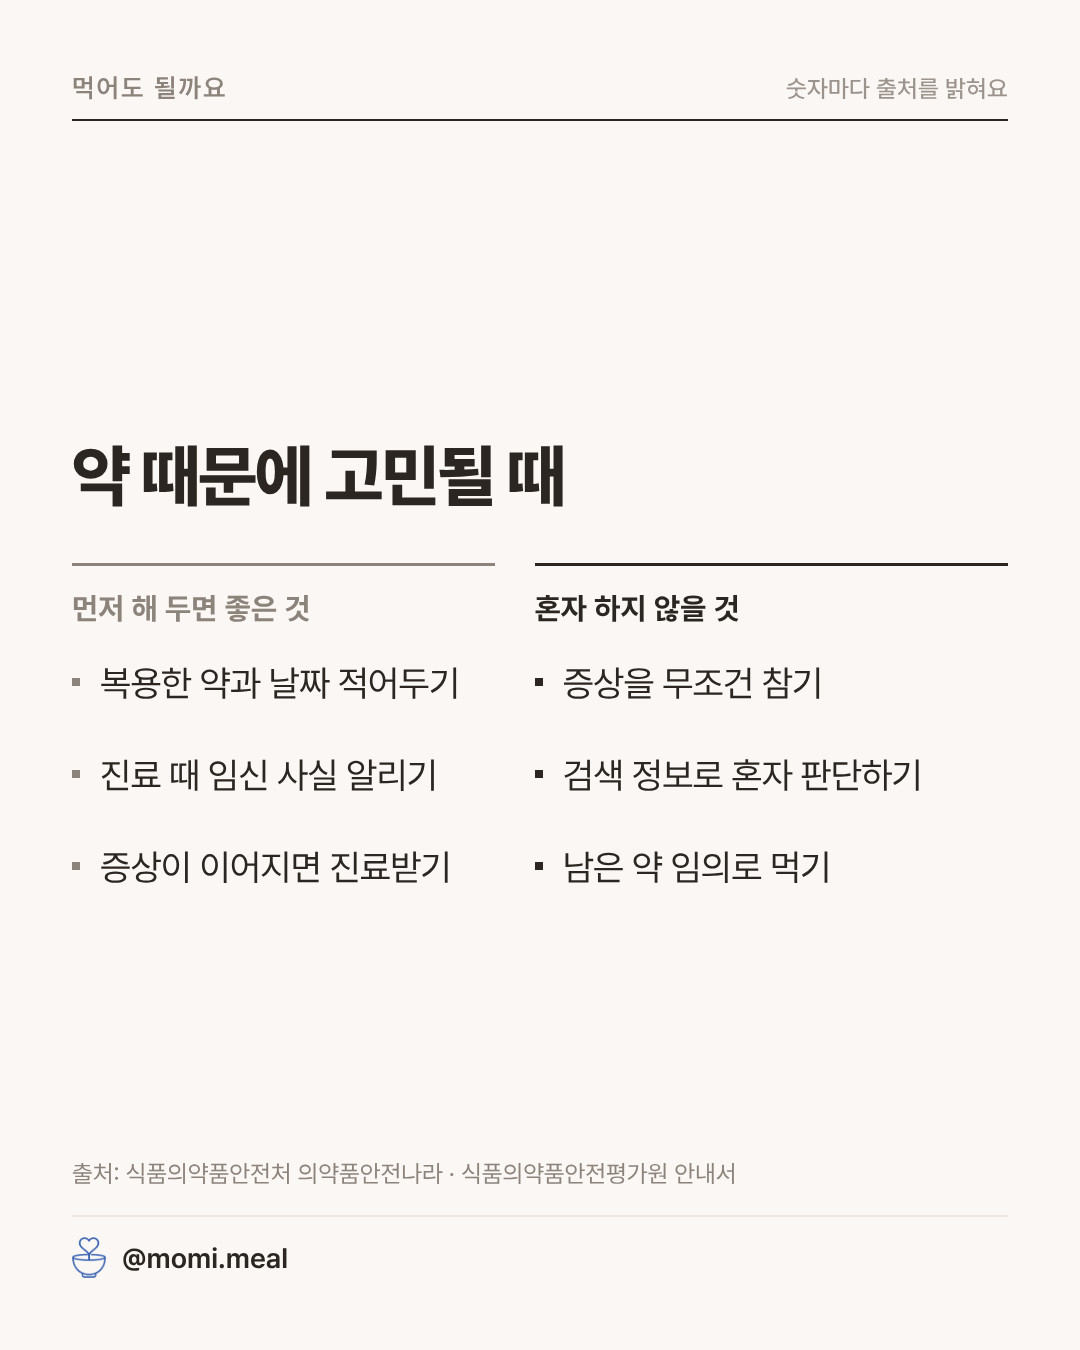 먹어도 될까요
숫자마다 출처를 밝혀요
약 때문에 고민될 때
먼저 해 두면 좋은 것
복용한 약과 날짜 적어두기
진료 때 임신 사실 알리기
증상이 이어지면 진료받기
혼자 하지 않을 것
증상을 무조건 참기
검색 정보로 혼자 판단하기
남은 약 임의로 먹기
출처: 식품의약품안전처 의약품안전나라 · 식품의약품안전평가원 안내서
@momi.meal